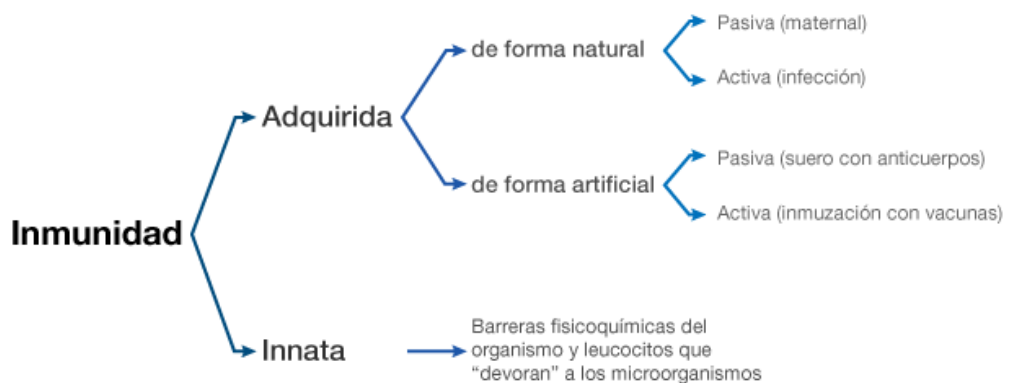 Inmunidad
Adquirida
de forma natural
Pasiva (maternal)
Activa (infección)
de forma artificial
Pasiva (suero con anticuerpos)
Activa (inmuzación con vacunas)
Innata
Barreras fisicoquímicas del
organismo y leucocitos que
“devoran” a los microorganismos